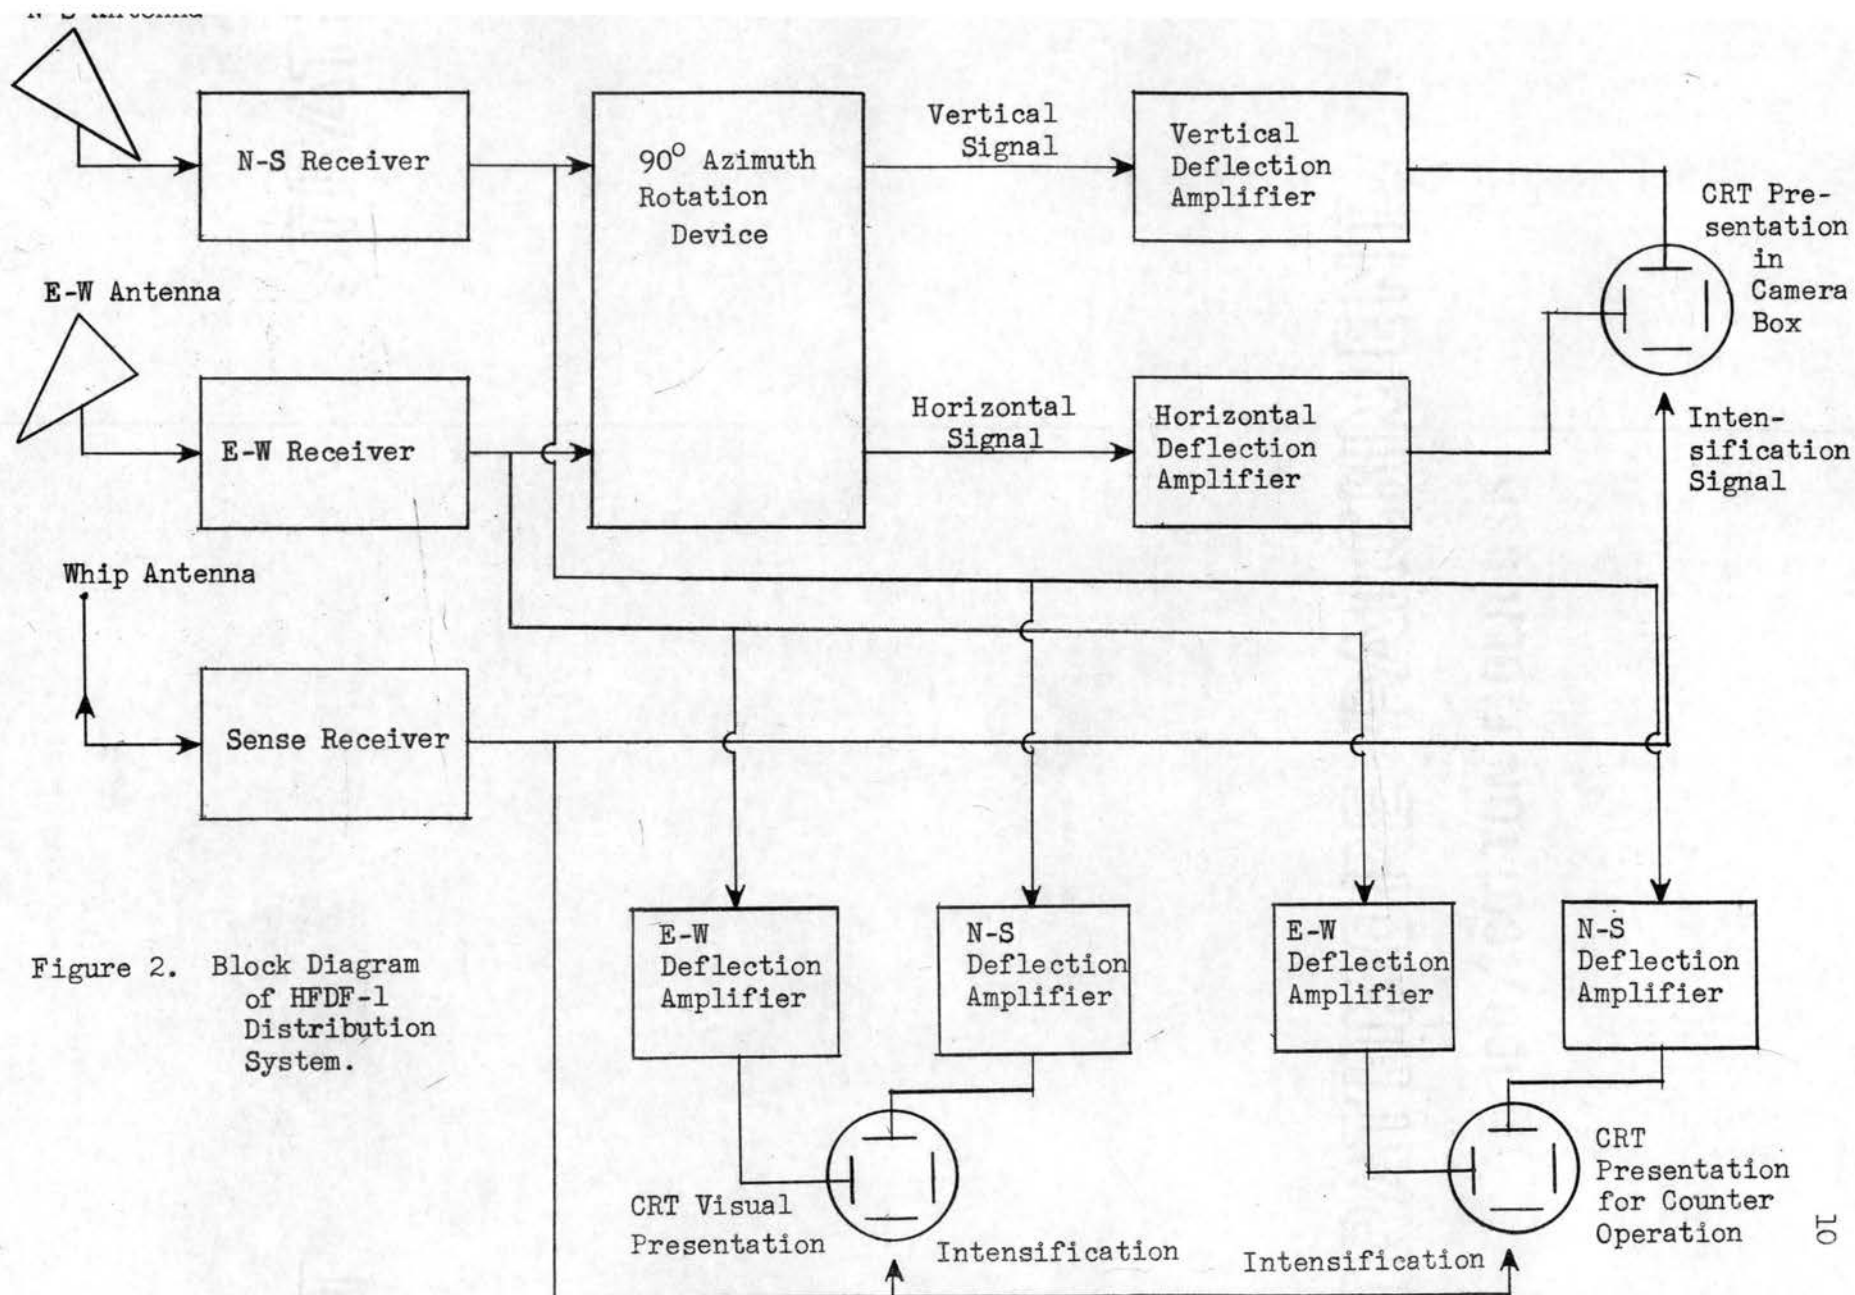 N-S Antenna
N-S Receiver
90° Azimuth
Rotation
Device
Vertical
Signal
Vertical
Deflection
Amplifier
CRT Pre-
sentation
in
Camera
Box
E-W Antenna
E-W Receiver
Horizontal
Signal
Horizontal
Deflection
Amplifier
Inten-
sification
Signal
Whip Antenna
Sense Receiver
E-W
Deflection
Amplifier
N-S
Deflection
Amplifier
E-W
Deflection
Amplifier
N-S
Deflection
Amplifier
Figure 2. Block Diagram
of HFDF-1
Distribution
System.
CRT Visual
Presentation
Intensification
Intensification
CRT
Presentation
for Counter
Operation
10